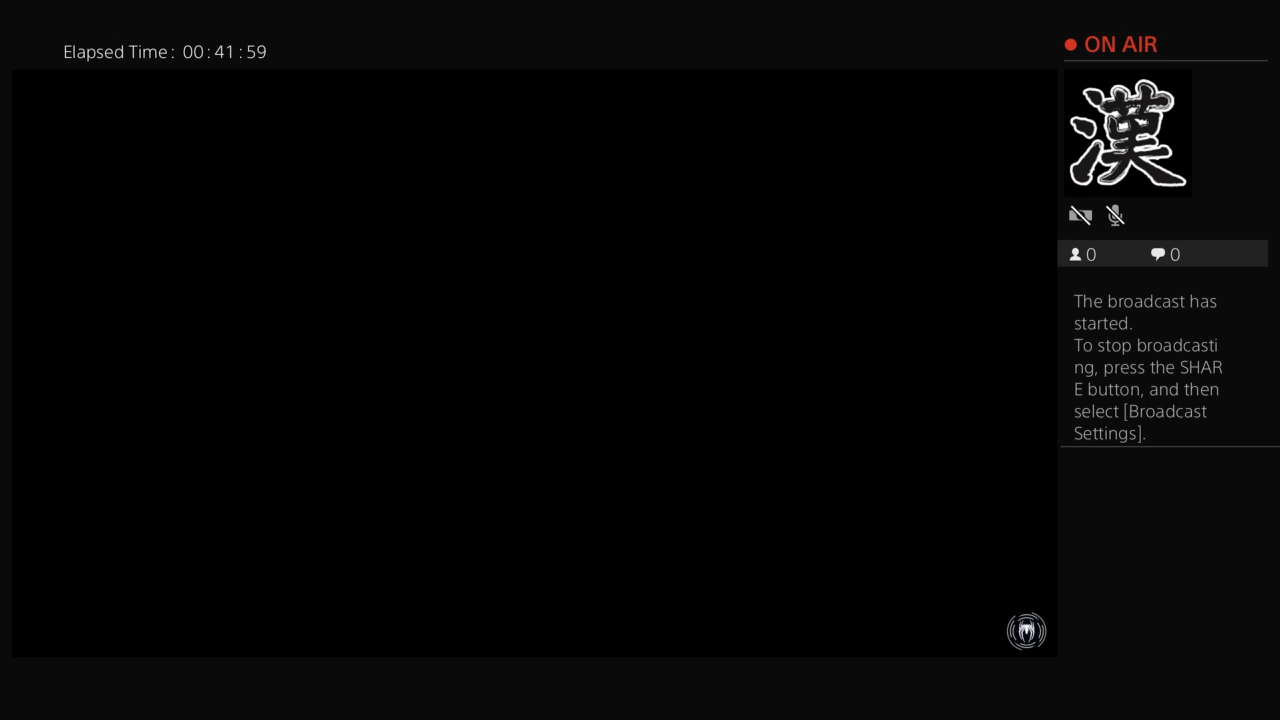 Elapsed Time: 00:41:59
ON AIR
漢
0 0
The broadcast has
started.
To stop broadcasti
ng, press the SHAR
E button, and then
select [Broadcast
Settings].